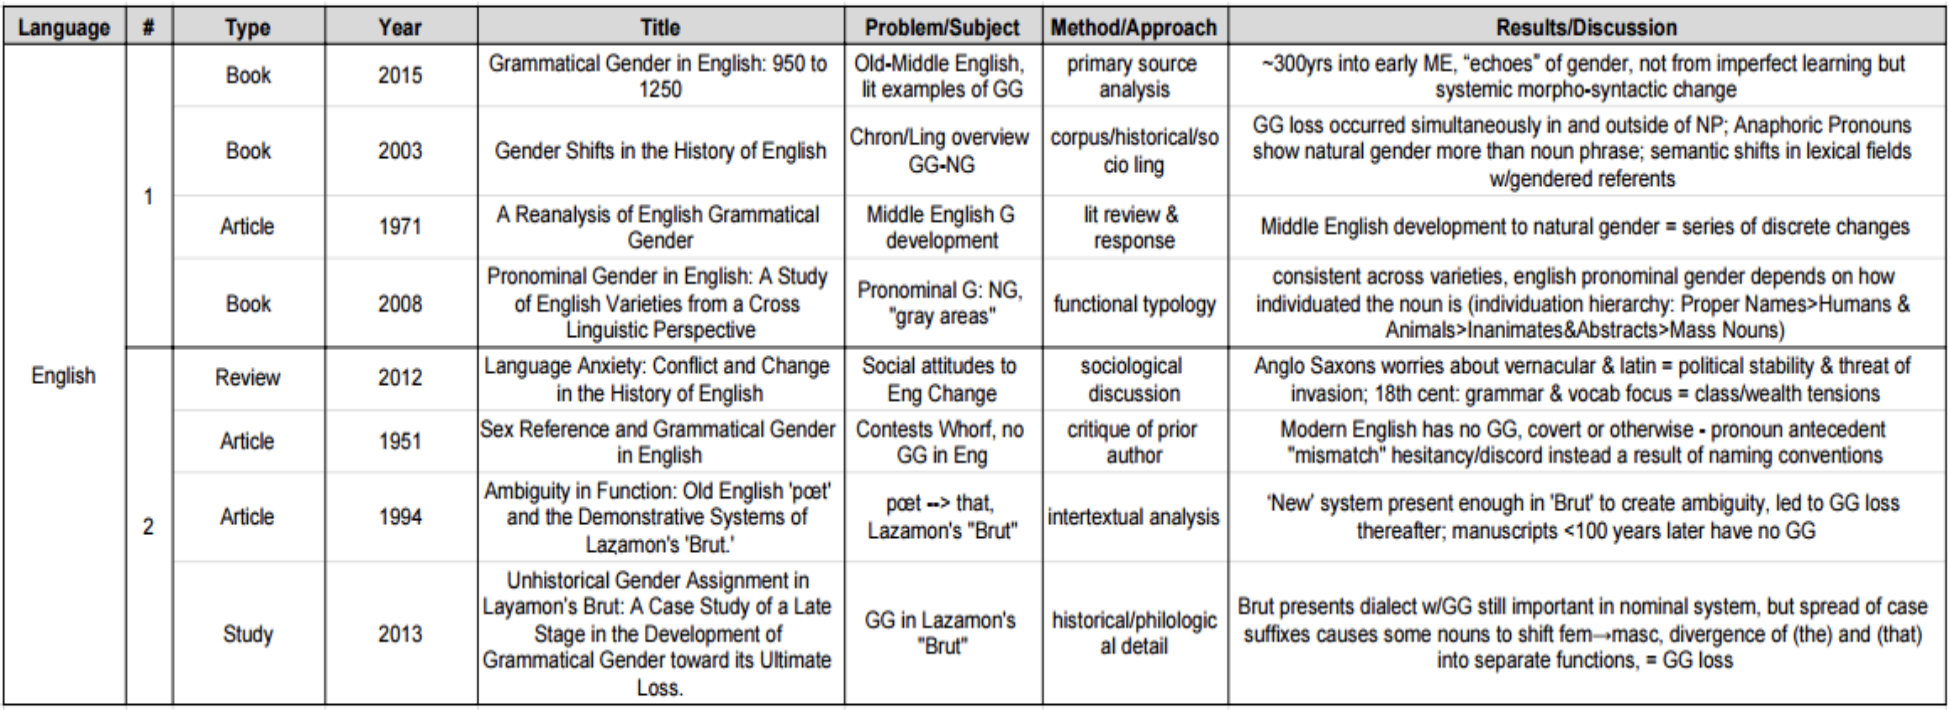 Language # Type Year Title Problem/Subject Method/Approach Results/Discussion
English
1
Book 2015
Grammatical Gender in English: 950 to
1250
Old-Middle English,
lit examples of GG
primary source
analysis
~300yrs into early ME, “echoes” of gender, not from imperfect learning but
systemic morpho-syntactic change
Book 2003
Gender Shifts in the History of English
Chron/Ling overview
GG-NG
corpus/historical/so
cio ling
GG loss occurred simultaneously in and outside of NP; Anaphoric Pronouns
show natural gender more than noun phrase; semantic shifts in lexical fields
w/gendered referents
Article 1971
A Reanalysis of English Grammatical
Gender
Middle English G
development
lit review &
response
Middle English development to natural gender = series of discrete changes
Book 2008
Pronominal Gender in English: A Study
of English Varieties from a Cross
Linguistic Perspective
Pronominal G: NG,
"gray areas"
functional typology
consistent across varieties, english pronominal gender depends on how
individuated the noun is (individuation hierarchy: Proper Names>Humans &
Animals>Inanimates&Abstracts>Mass Nouns)
2
Review 2012
Language Anxiety: Conflict and Change
in the History of English
Social attitudes to
Eng Change
sociological
discussion
Anglo Saxons worries about vernacular & latin = political stability & threat of
invasion; 18th cent: grammar & vocab focus = class/wealth tensions
Article 1951
Sex Reference and Grammatical Gender
in English
Contests Whorf, no
GG in Eng
critique of prior
author
Modern English has no GG, covert or otherwise - pronoun antecedent
"mismatch" hesitancy/discord instead a result of naming conventions
Article 1994
Ambiguity in Function: Old English 'pœt'
and the Demonstrative Systems of
Laʒamon's 'Brut.'
pœt --> that,
Lazamon's "Brut"
intertextual analysis
‘New’ system present enough in 'Brut' to create ambiguity, led to GG loss
thereafter; manuscripts <100 years later have no GG
Study 2013
Unhistorical Gender Assignment in
Layamon's Brut: A Case Study of a Late
Stage in the Development of
Grammatical Gender toward its Ultimate
Loss.
GG in Lazamon's
"Brut"
historical/philologic
al detail
Brut presents dialect w/GG still important in nominal system, but spread of case
suffixes causes some nouns to shift fem→masc, divergence of (the) and (that)
into separate functions, = GG loss